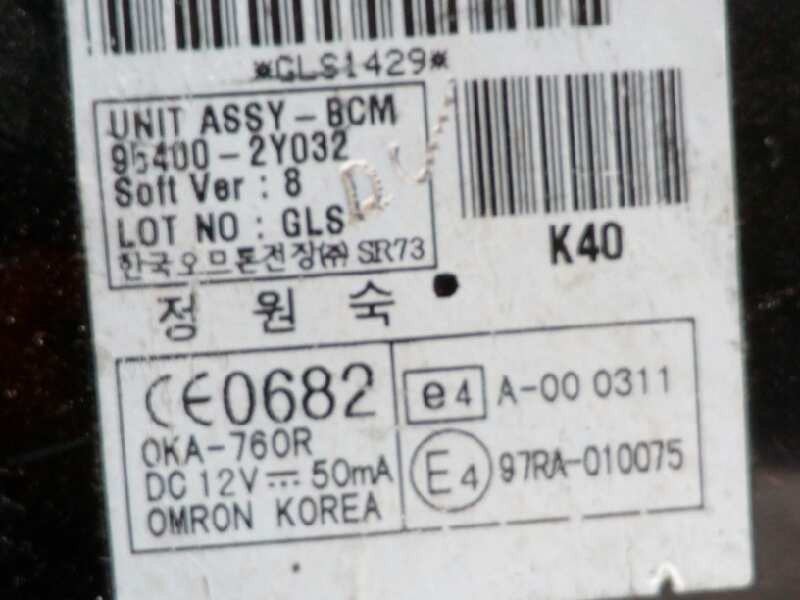 *GLS1429*
UNIT ASSY-BCM
95400-2Y032
Soft Ver : 8
LOT NO : GLS
한국오므론전장㈜ SR73
K40
정 원 숙
CE0682
OKA-760R
DC 12V ⎓ 50mA
OMRON KOREA
e4 A-00 0311
E4 97RA-010075